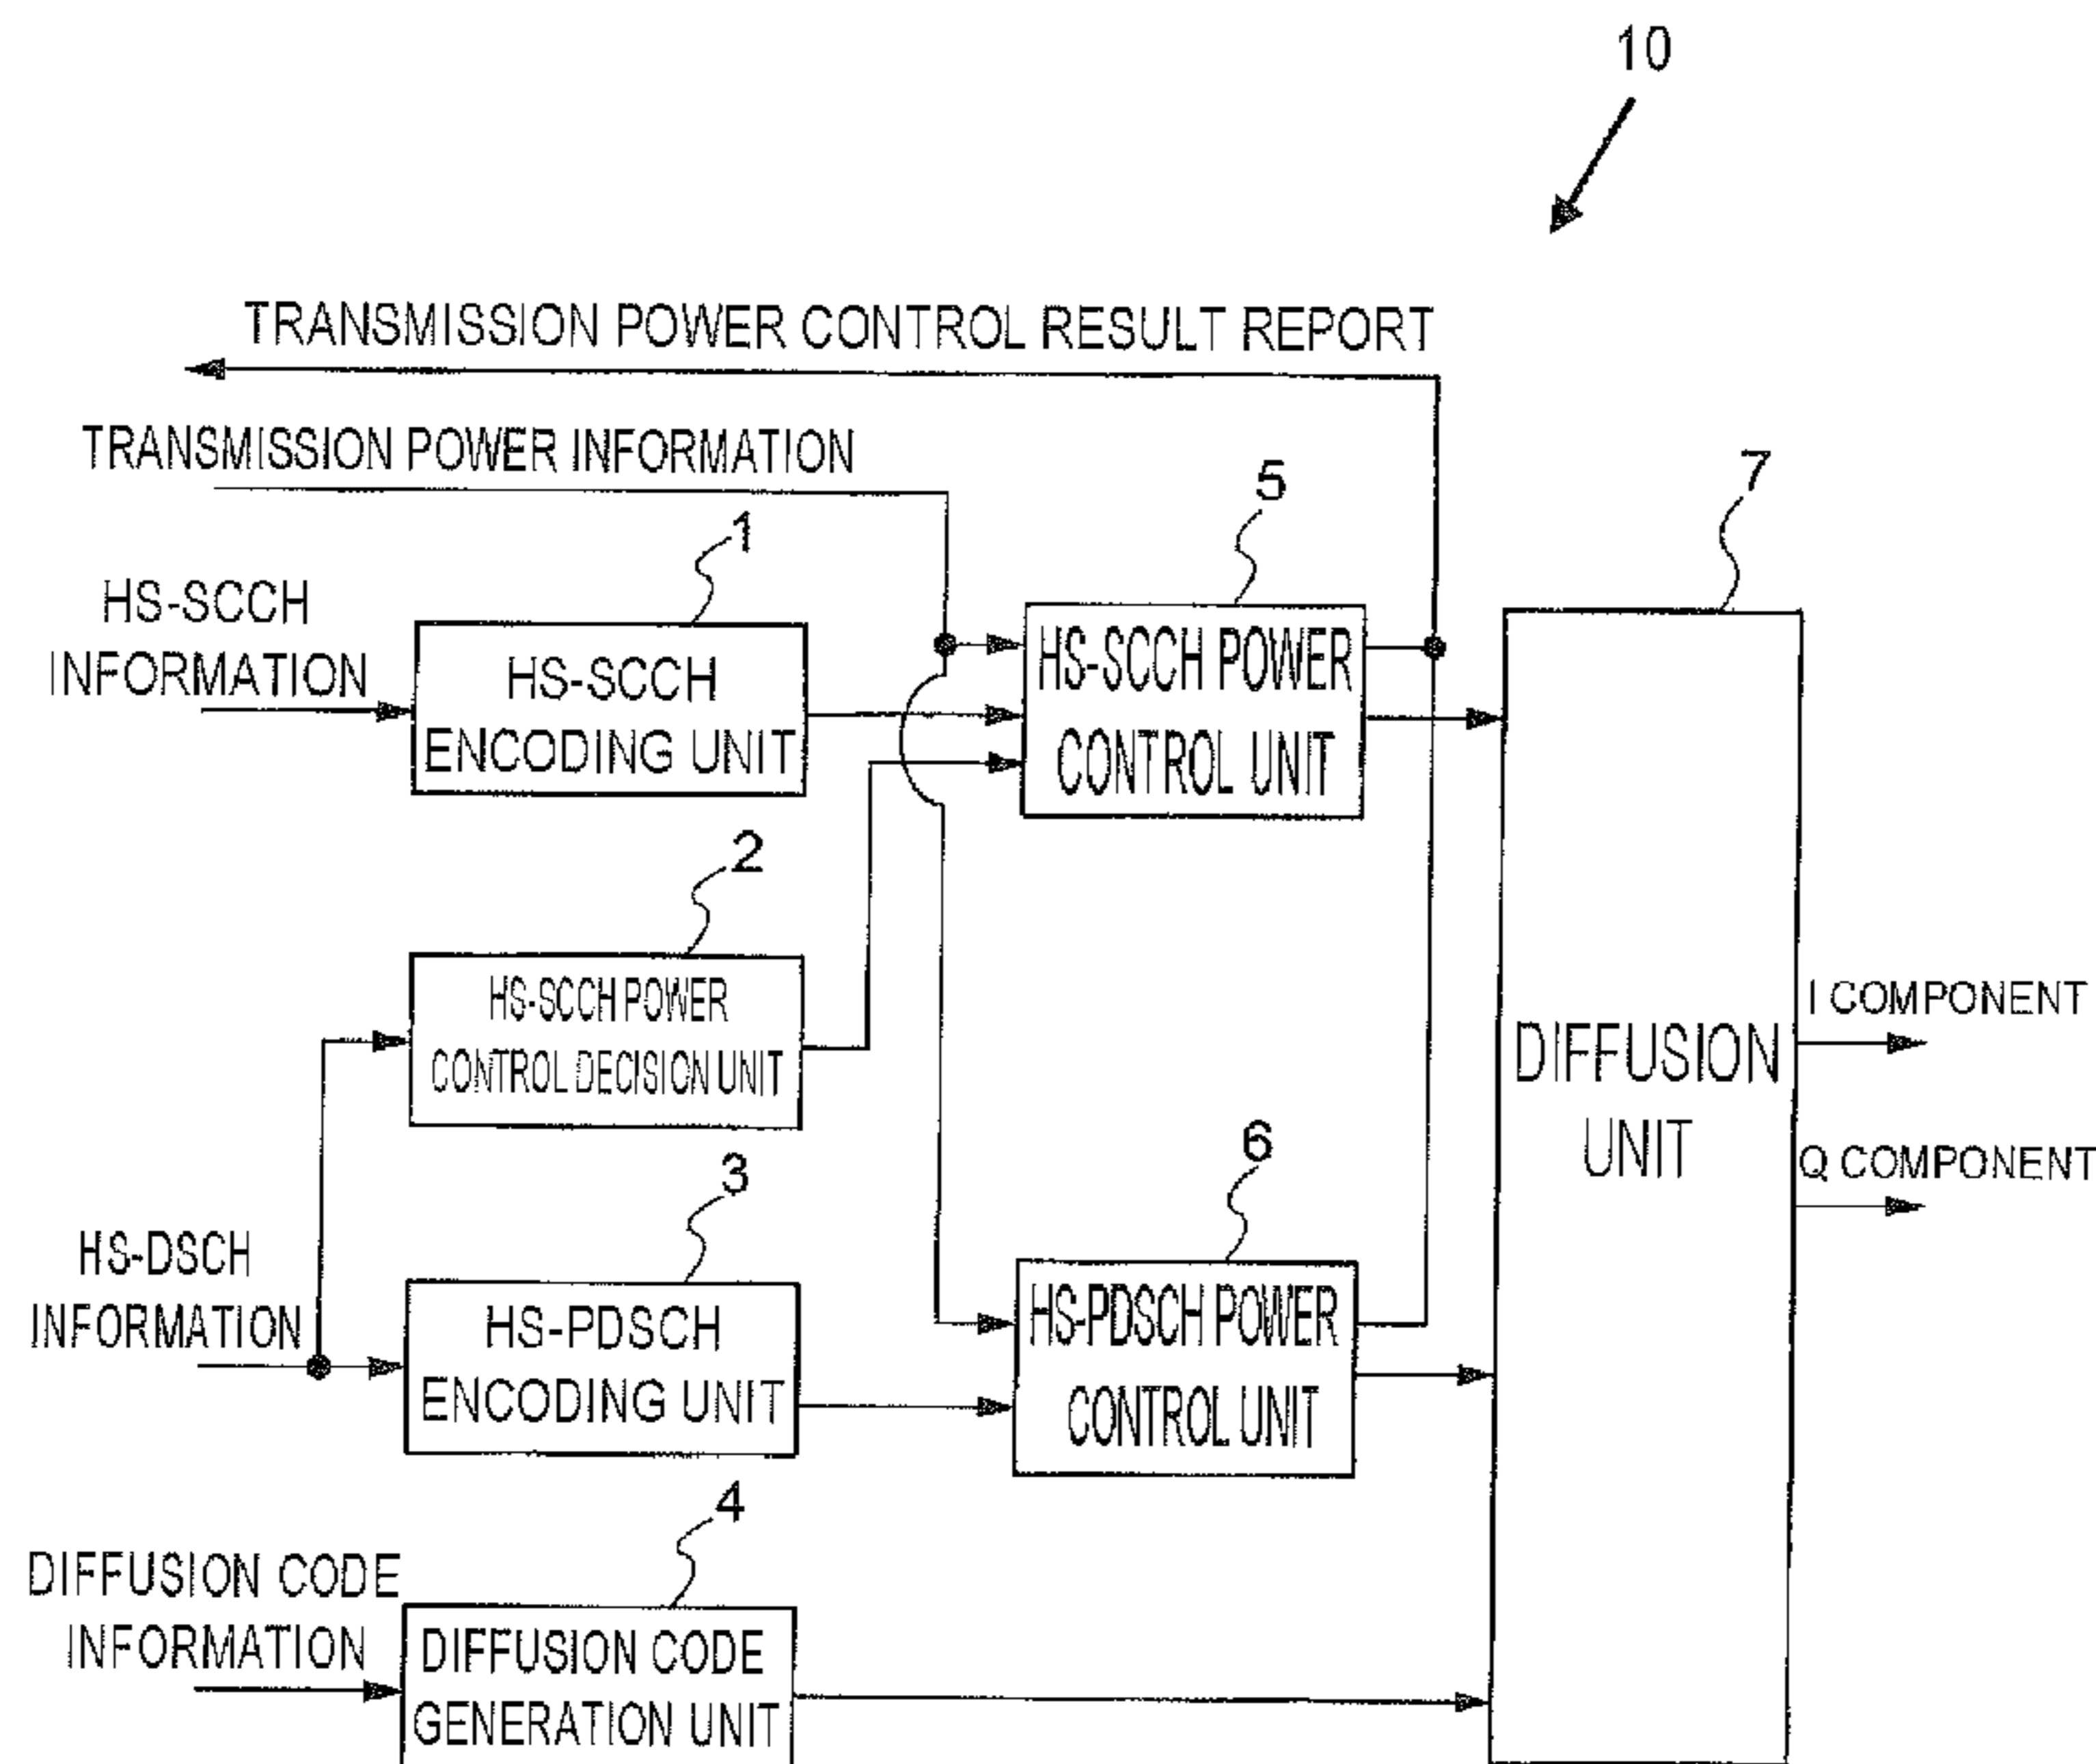 10
TRANSMISSION POWER CONTROL RESULT REPORT
TRANSMISSION POWER INFORMATION
5
7
1
HS-SCCH
INFORMATION
HS-SCCH
ENCODING UNIT
HS-SCCH POWER
CONTROL UNIT
2
HS-SCCH POWER
CONTROL DECISION UNIT
I COMPONENT
DIFFUSION
UNIT
Q COMPONENT
6
3
HS-DSCH
INFORMATION
HS-PDSCH
ENCODING UNIT
HS-PDSCH POWER
CONTROL UNIT
4
DIFFUSION CODE
INFORMATION
DIFFUSION CODE
GENERATION UNIT